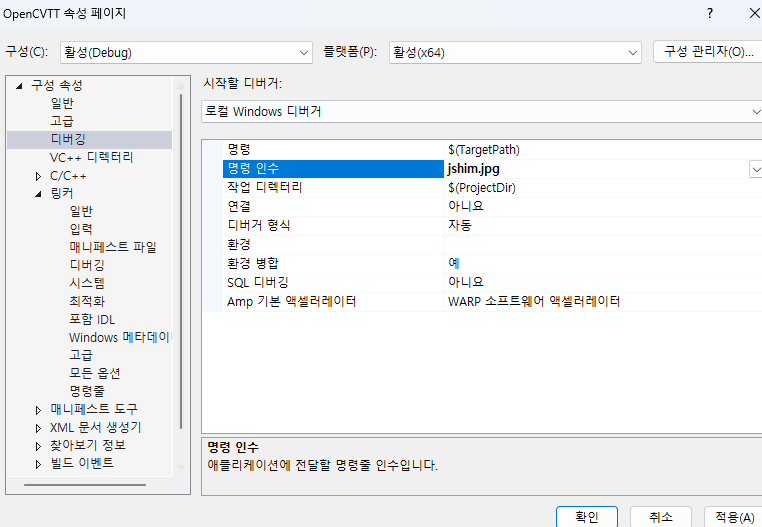 OpenCVTT 속성 페이지 ? ×
구성(C): 활성(Debug) 플랫폼(P): 활성(x64) 구성 관리자(O)...
구성 속성
일반
고급
디버깅
VC++ 디렉터리
C/C++
링커
일반
입력
매니페스트 파일
디버깅
시스템
최적화
포함 IDL
Windows 메타데이
고급
모든 옵션
명령줄
매니페스트 도구
XML 문서 생성기
찾아보기 정보
빌드 이벤트
시작할 디버거:
로컬 Windows 디버거
명령 $(TargetPath)
명령 인수 jshim.jpg
작업 디렉터리 $(ProjectDir)
연결 아니요
디버거 형식 자동
환경
환경 병합 예
SQL 디버깅 아니요
Amp 기본 액셀러레이터 WARP 소프트웨어 액셀러레이터
명령 인수
애플리케이션에 전달할 명령줄 인수입니다.
확인 취소 적용(A)